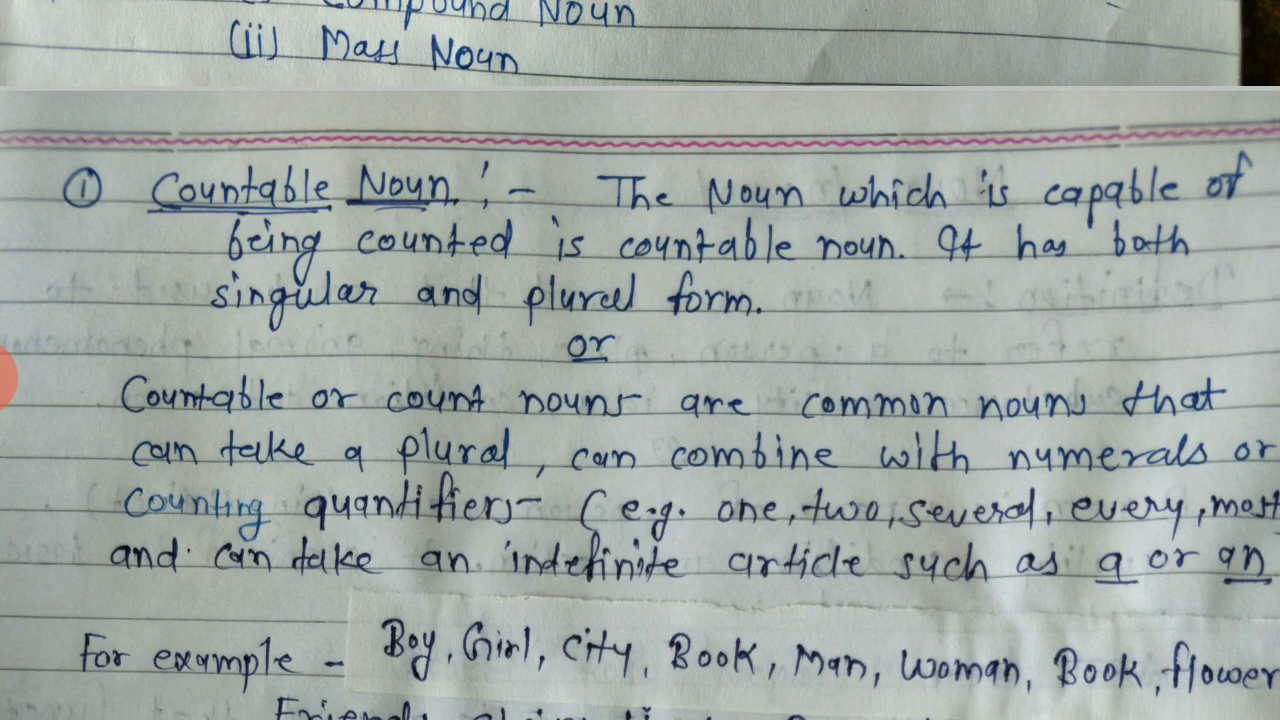 Compound Noun
(ii) Mass Noun
① Countable Noun :- The Noun which is capable of
being counted is countable noun. It has both
singular and plural form.
or
Countable or count nouns are common nouns that
can take a plural, can combine with numerals or
counting quantifiers- (e.g. one, two, several, every, most
and can take an indefinite article such as a or an
For example - Boy, Girl, City, Book, Man, Woman, Book, flower